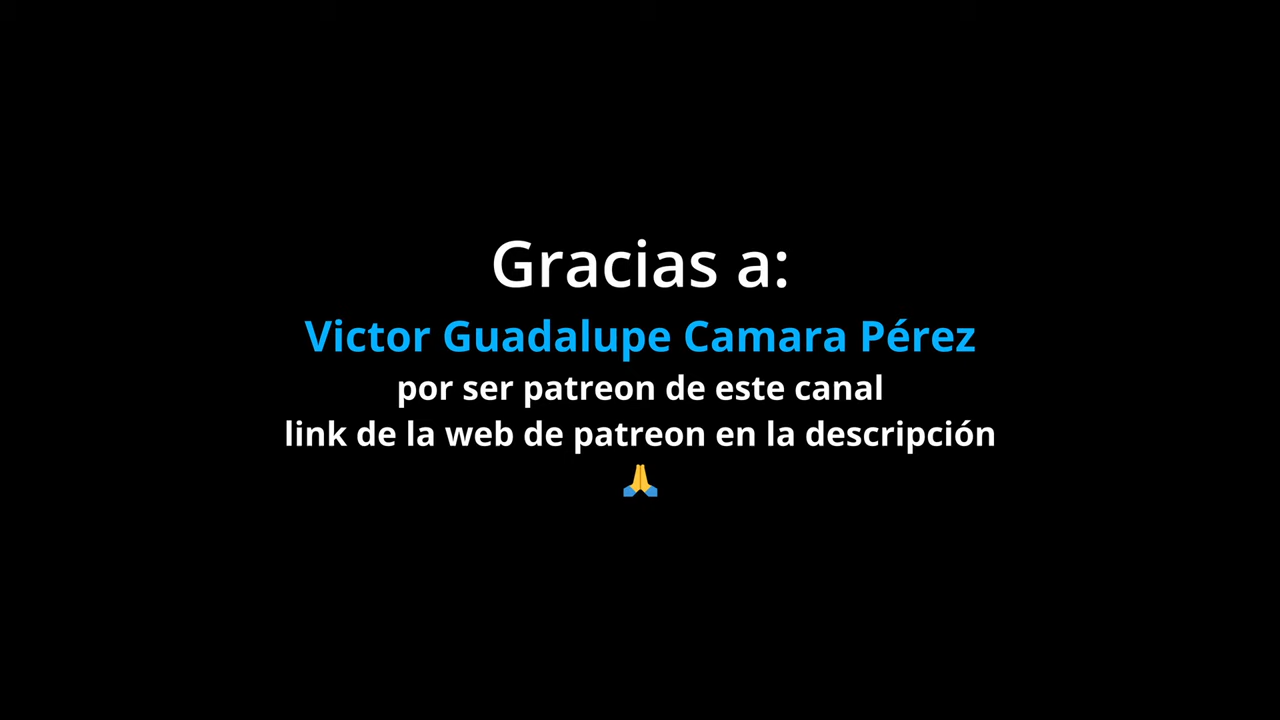 Gracias a:
Victor Guadalupe Camara Pérez
por ser patreon de este canal
link de la web de patreon en la descripción
🙏